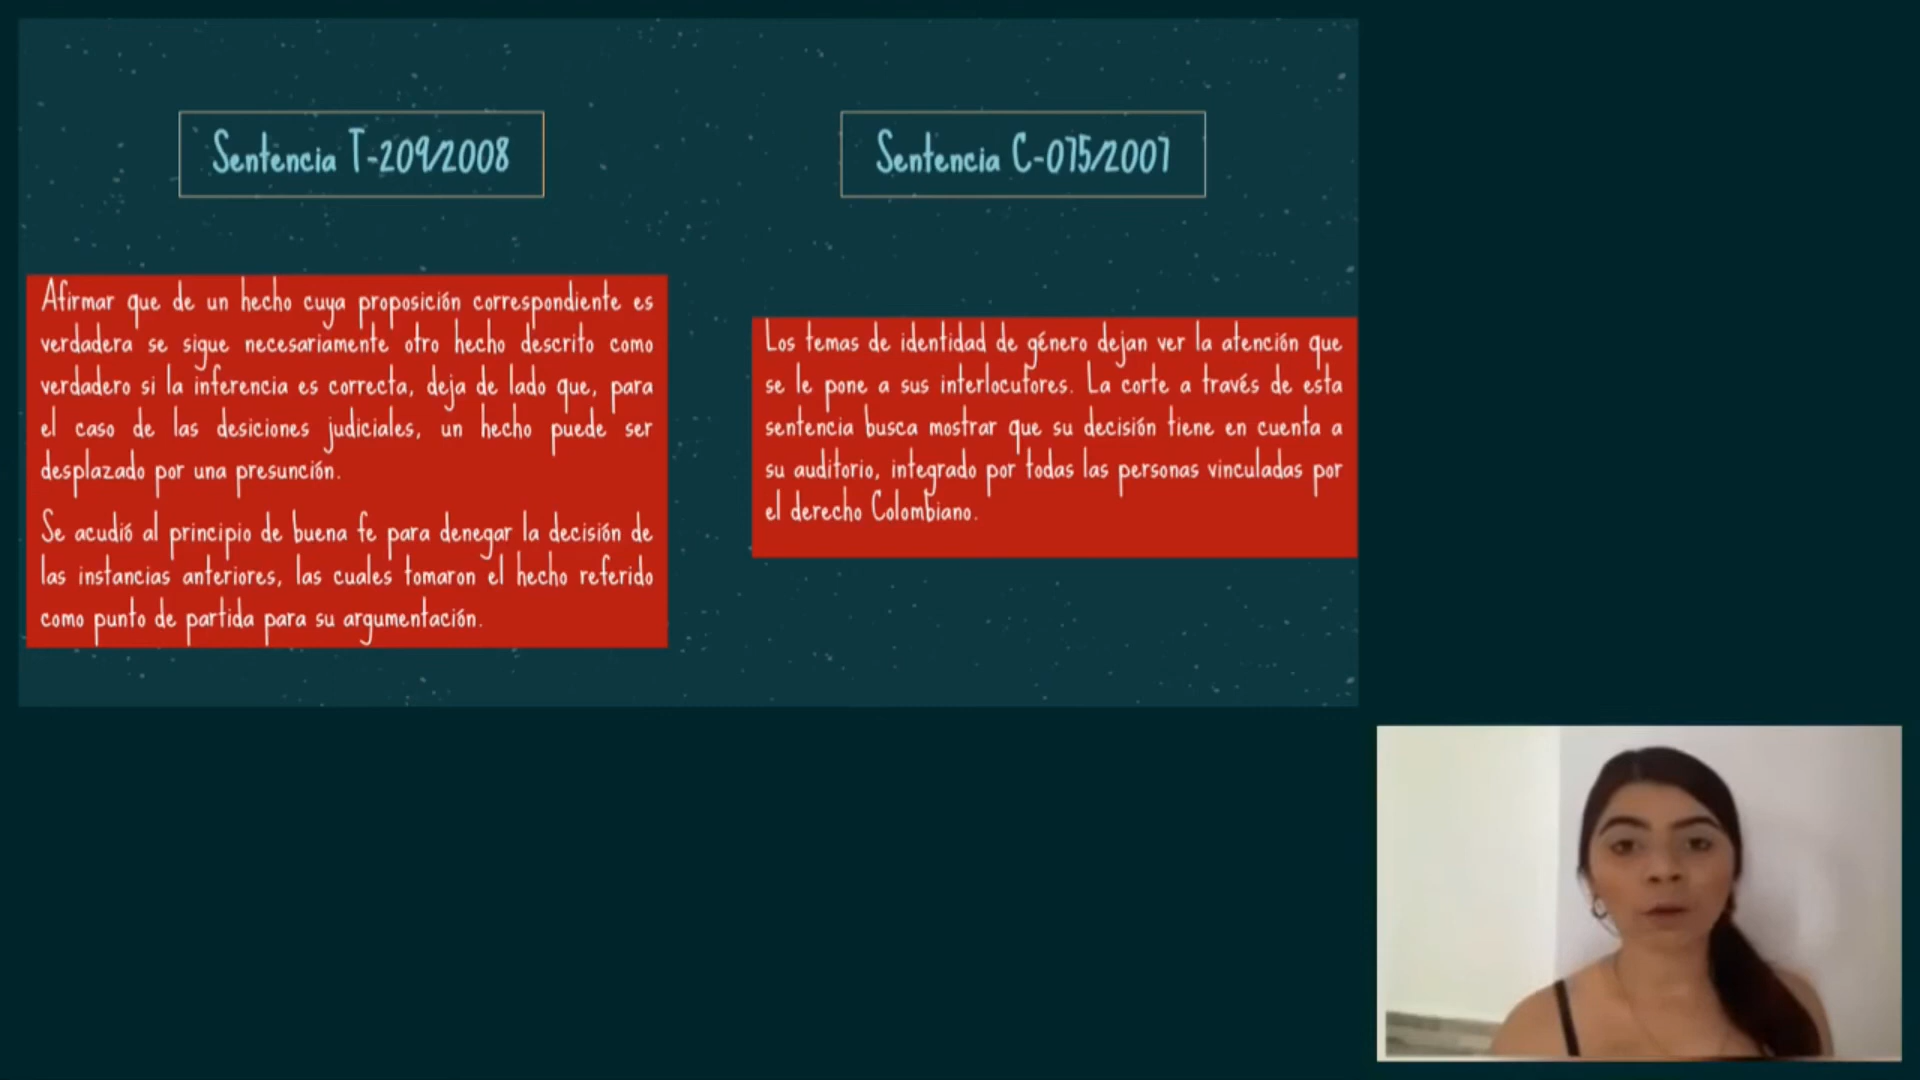 Sentencia T-209/2008
Afirmar que de un hecho cuya proposición correspondiente es
verdadera se sigue necesariamente otro hecho descrito como
verdadero si la inferencia es correcta, deja de lado que, para
el caso de las desiciones judiciales, un hecho puede ser
desplazado por una presunción.
Se acudió al principio de buena fe para denegar la decisión de
las instancias anteriores, las cuales tomaron el hecho referido
como punto de partida para su argumentación.
Sentencia C-075/2007
Los temas de identidad de género dejan ver la atención que
se le pone a sus interlocutores. La corte a través de esta
sentencia busca mostrar que su decisión tiene en cuenta a
su auditorio, integrado por todas las personas vinculadas por
el derecho Colombiano.